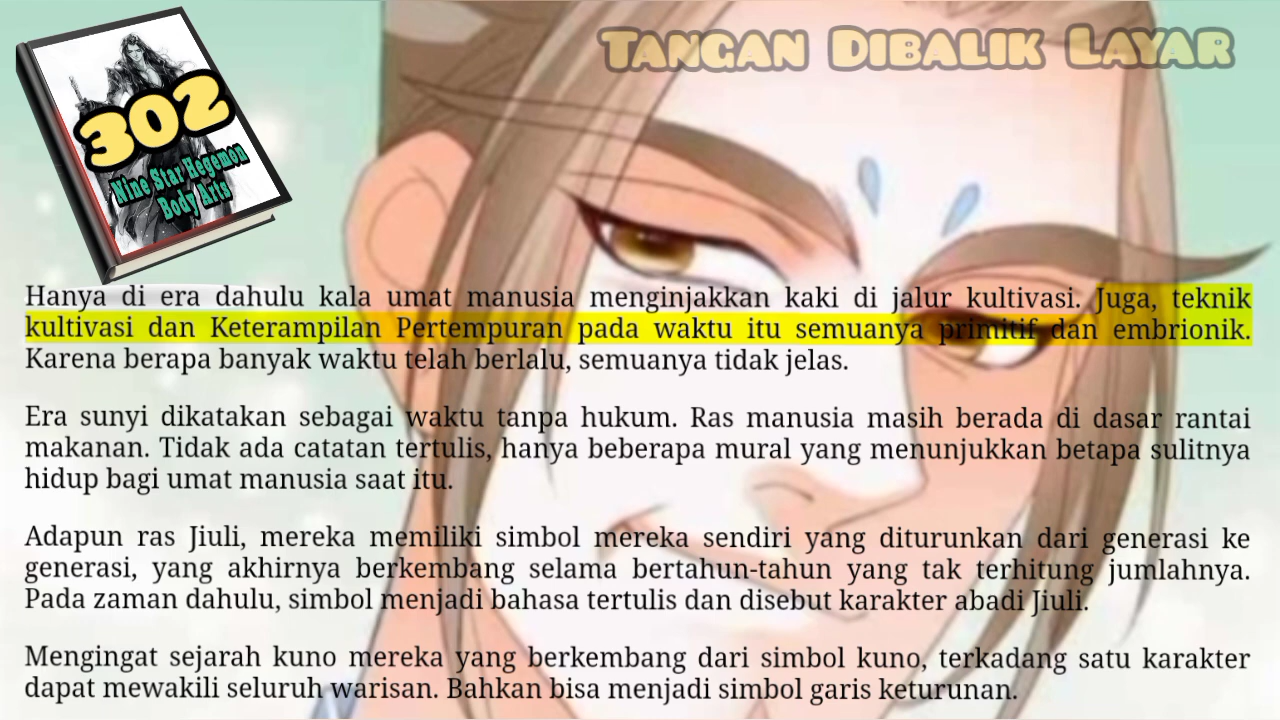 Tangan Dibalik Layar
302
Nine Star Hegemon
Body Arts
Hanya di era dahulu kala umat manusia menginjakkan kaki di jalur kultivasi. Juga, teknik
kultivasi dan Keterampilan Pertempuran pada waktu itu semuanya primitif dan embrionik.
Karena berapa banyak waktu telah berlalu, semuanya tidak jelas.
Era sunyi dikatakan sebagai waktu tanpa hukum. Ras manusia masih berada di dasar rantai
makanan. Tidak ada catatan tertulis, hanya beberapa mural yang menunjukkan betapa sulitnya
hidup bagi umat manusia saat itu.
Adapun ras Jiuli, mereka memiliki simbol mereka sendiri yang diturunkan dari generasi ke
generasi, yang akhirnya berkembang selama bertahun-tahun yang tak terhitung jumlahnya.
Pada zaman dahulu, simbol menjadi bahasa tertulis dan disebut karakter abadi Jiuli.
Mengingat sejarah kuno mereka yang berkembang dari simbol kuno, terkadang satu karakter
dapat mewakili seluruh warisan. Bahkan bisa menjadi simbol garis keturunan.